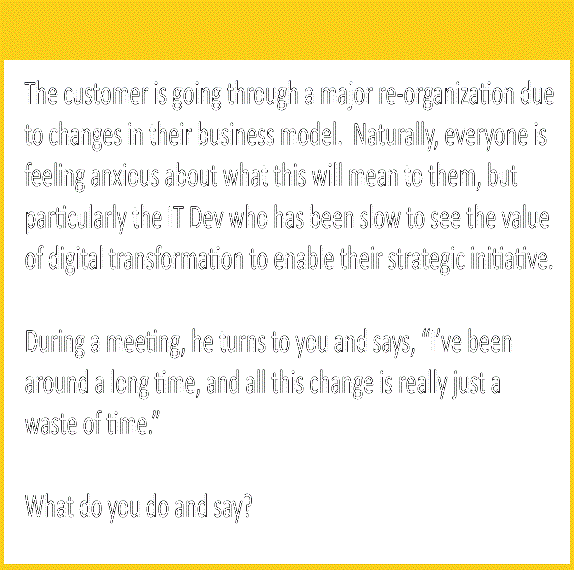 The customer is going through a major re-organization due
to changes in their business model.  Naturally, everyone is
feeling anxious about what this will mean to them, but
particularly the IT Dev who has been slow to see the value
of digital transformation to enable their strategic initiative.
During a meeting, he turns to you and says, “I’ve been
around a long time, and all this change is really just a
waste of time.”
What do you do and say?